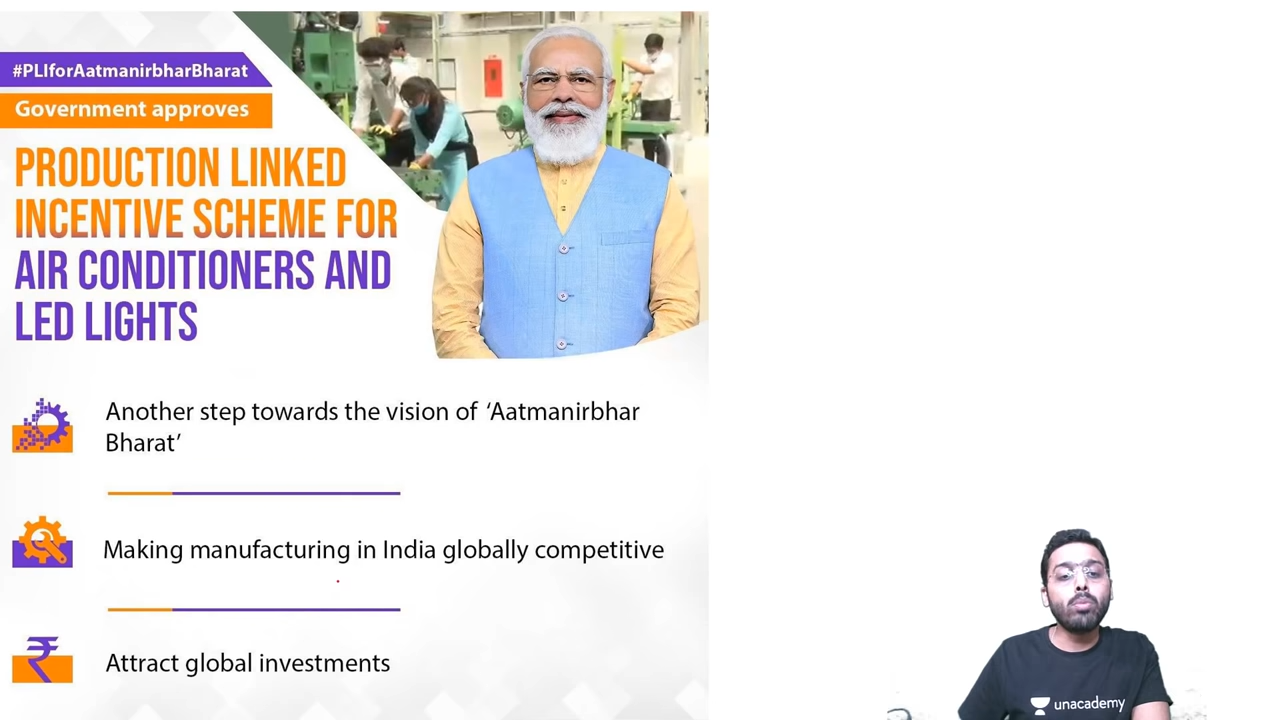 #PLIforAatmanirbharBharat
Government approves
PRODUCTION LINKED
INCENTIVE SCHEME FOR
AIR CONDITIONERS AND
LED LIGHTS
Another step towards the vision of ‘Aatmanirbhar
Bharat’
Making manufacturing in India globally competitive
Attract global investments
unacademy